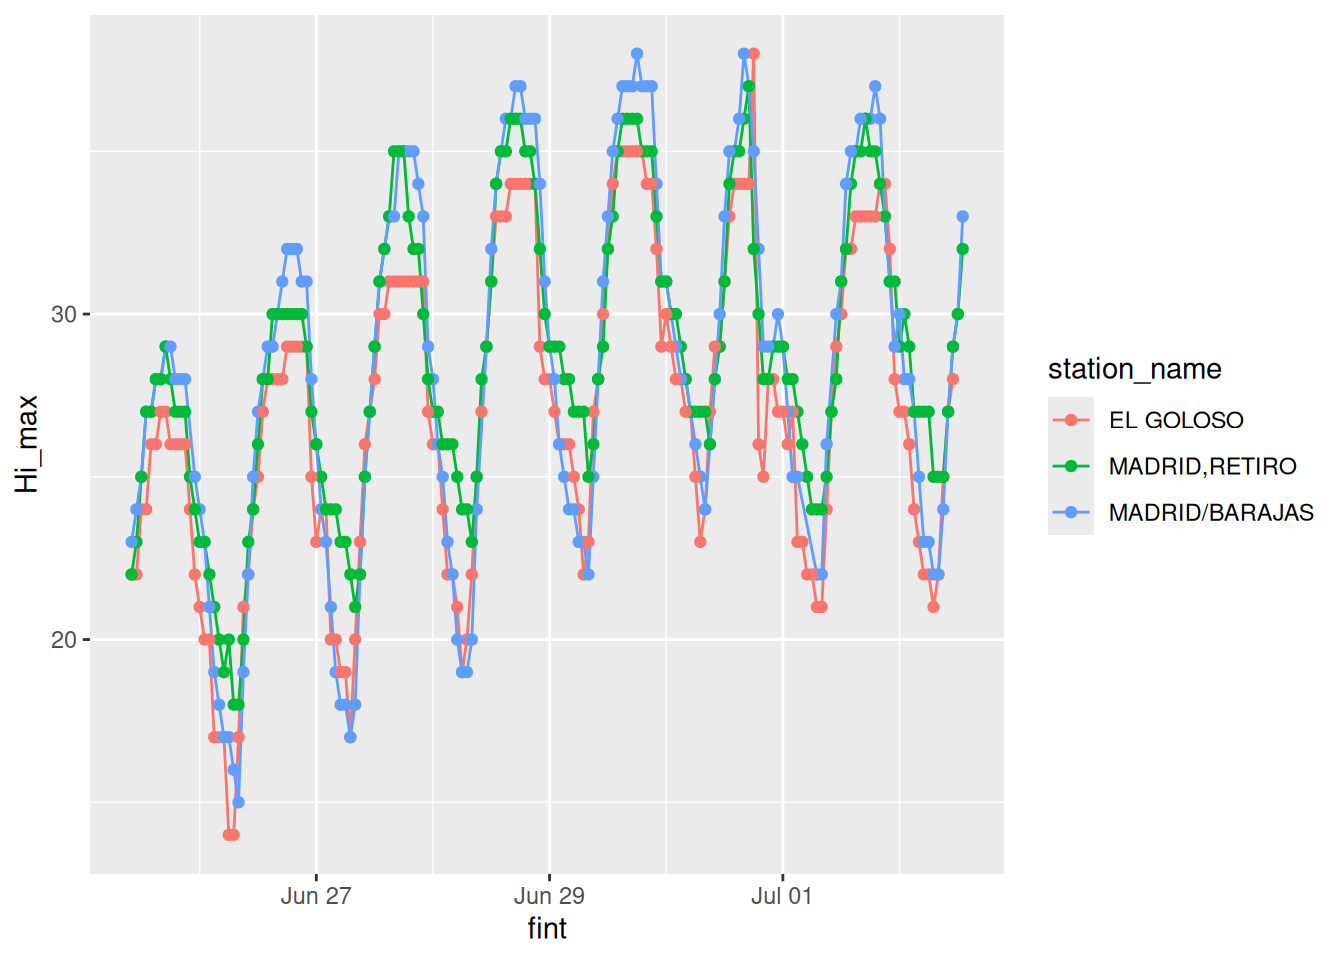 Hi_max
30
20
Jun 27
Jun 29
Jul 01
fint
station_name
EL GOLOSO
MADRID,RETIRO
MADRID/BARAJAS